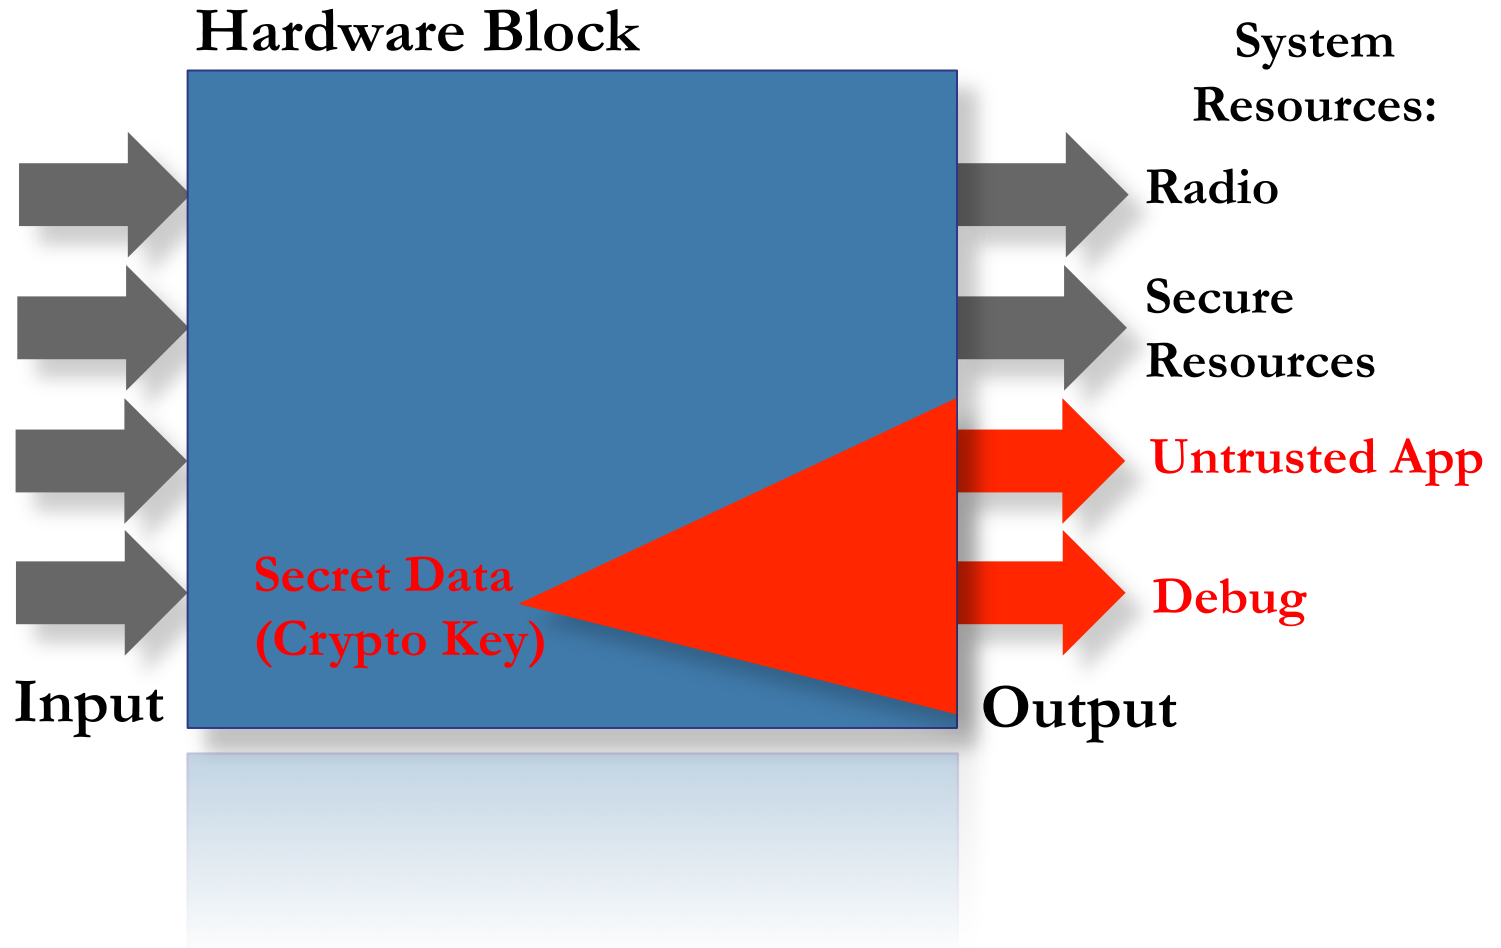 Hardware Block
System
Resources:
Radio
Secure
Resources
Untrusted App
Secret Data
(Crypto Key)
Debug
Input
Output